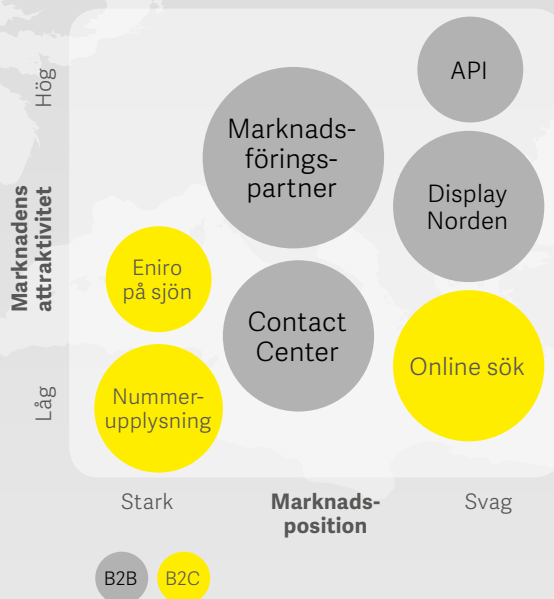 Marknadens
attraktivitet
Hög
Låg
API
Marknads-
förings-
partner
Display
Norden
Eniro
på sjön
Contact
Center
Online sök
Nummer-
upplysning
Stark
Marknads-
position
Svag
B2B
B2C